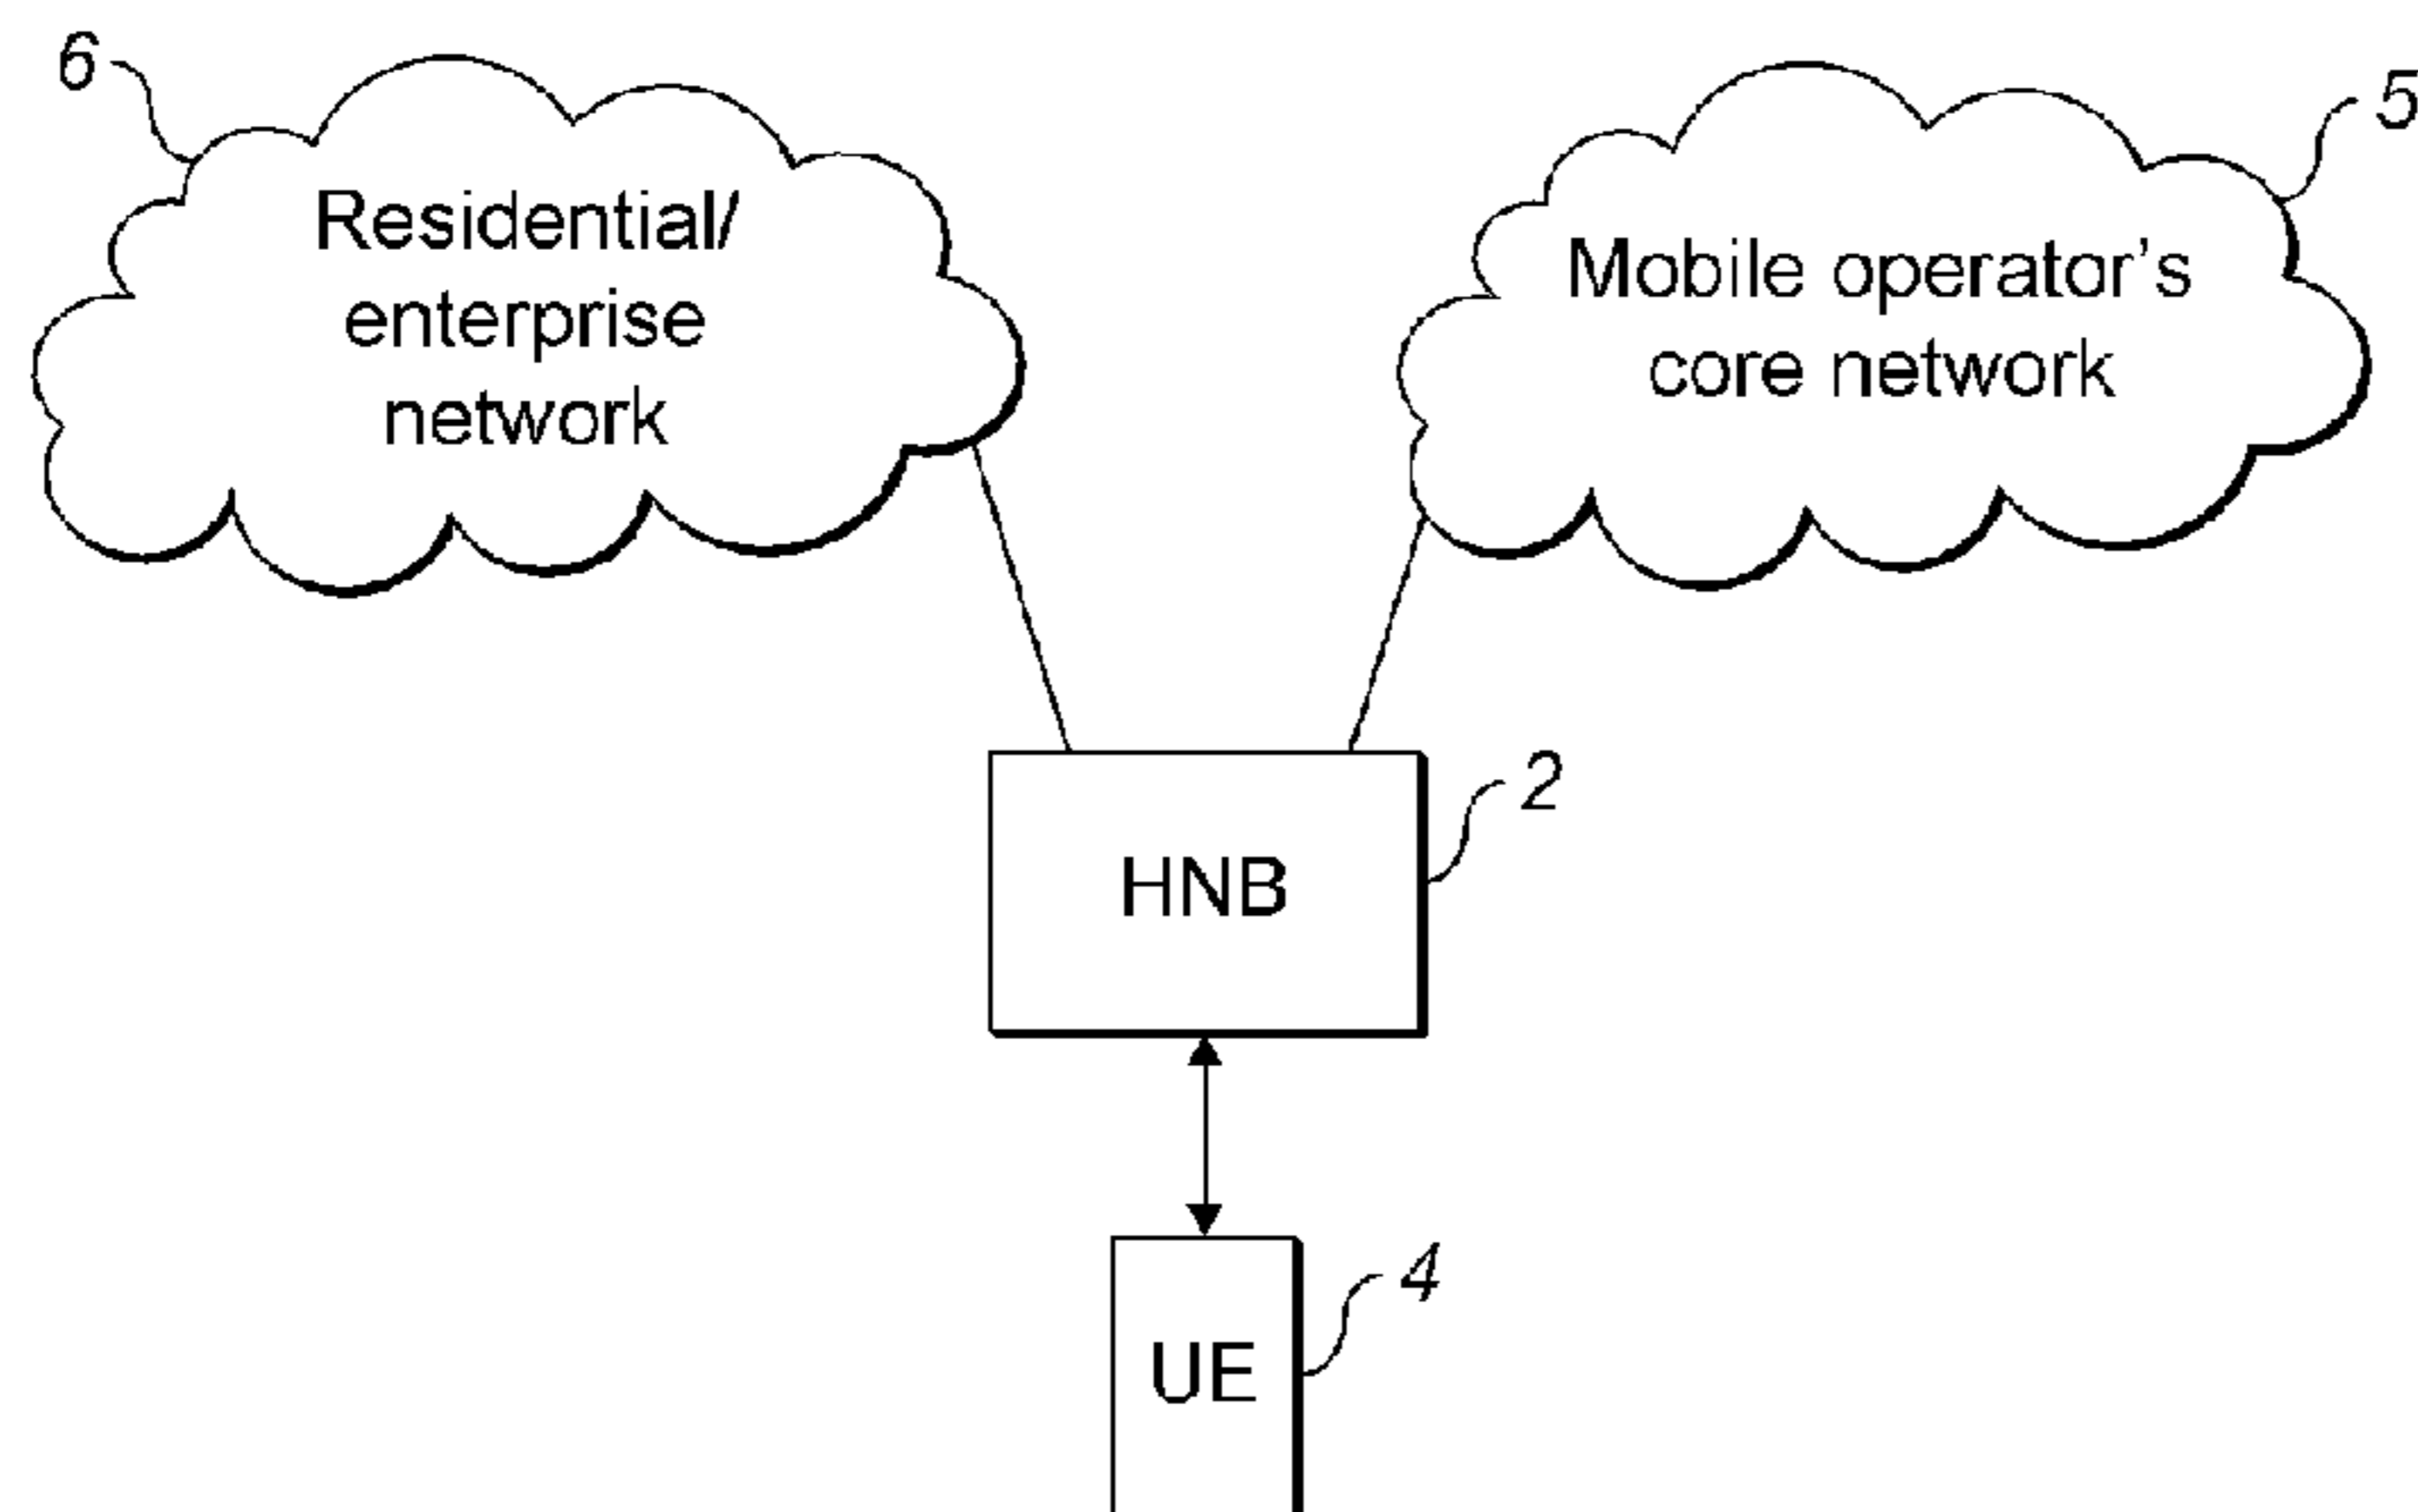 6
5
Residential/
enterprise
network
Mobile operator's
core network
2
HNB
4
UE